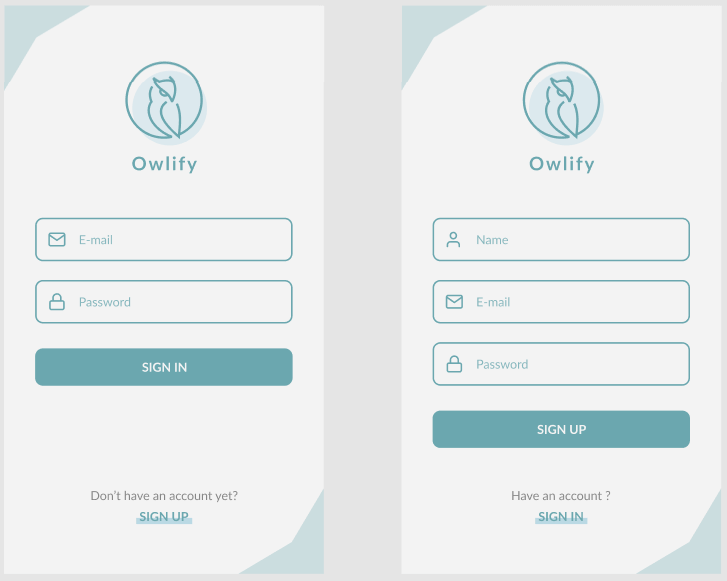 Owlify
E-mail
Password
SIGN IN
Don't have an account yet?
SIGN UP
Owlify
Name
E-mail
Password
SIGN UP
Have an account ?
SIGN IN